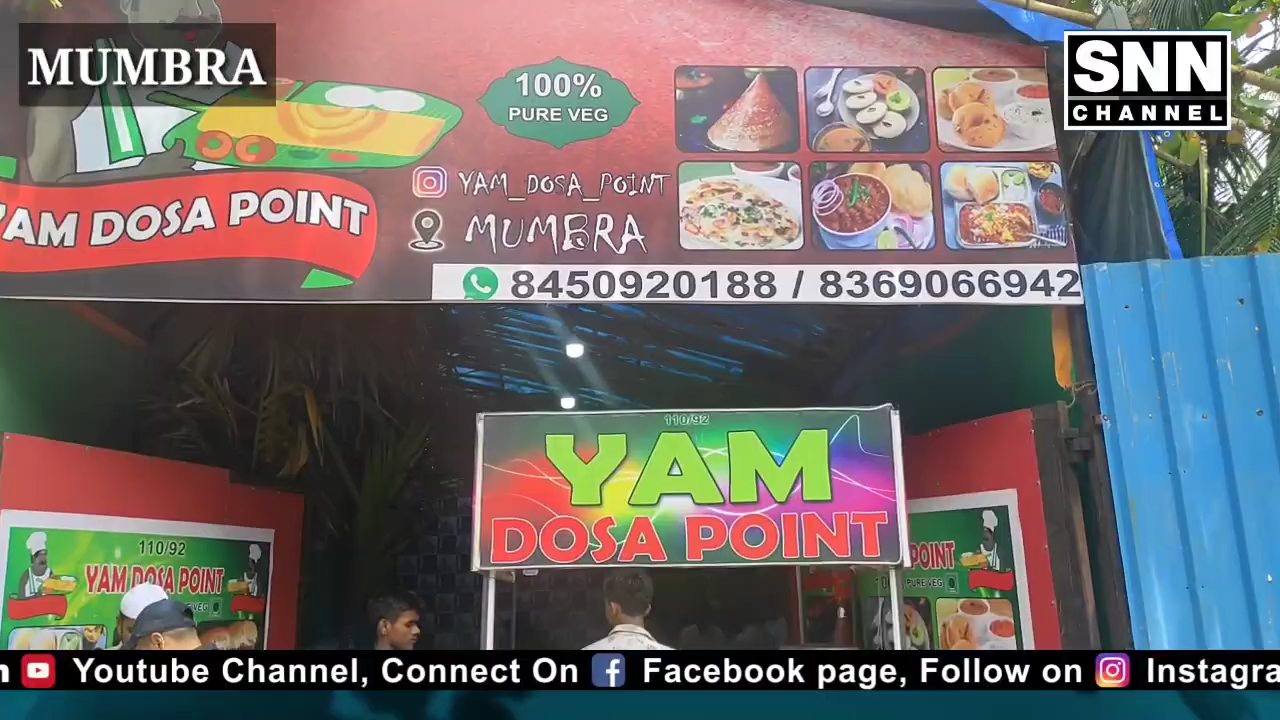 MUMBRA
SNN
CHANNEL
100%
PURE VEG
YAM_DOSA_POINT
YAM DOSA POINT
MUMBRA
8450920188 / 8369066942
110/92
YAM
DOSA POINT
110/92
YAM DOSA POINT
VEG
POINT
PURE VEG
Youtube Channel, Connect On Facebook page, Follow on Instagra